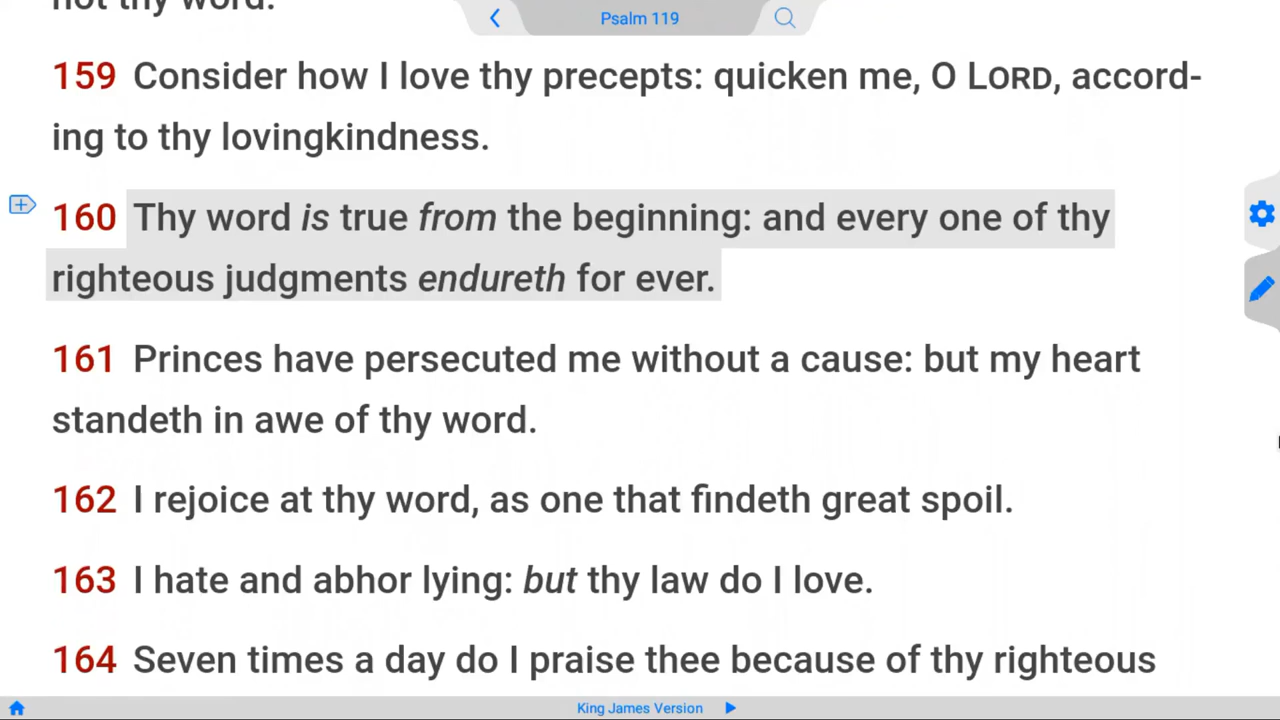 not thy word.
Psalm 119
159 Consider how I love thy precepts: quicken me, O LORD, accord-
ing to thy lovingkindness.
160 Thy word is true from the beginning: and every one of thy
righteous judgments endureth for ever.
161 Princes have persecuted me without a cause: but my heart
standeth in awe of thy word.
162 I rejoice at thy word, as one that findeth great spoil.
163 I hate and abhor lying: but thy law do I love.
164 Seven times a day do I praise thee because of thy righteous
King James Version